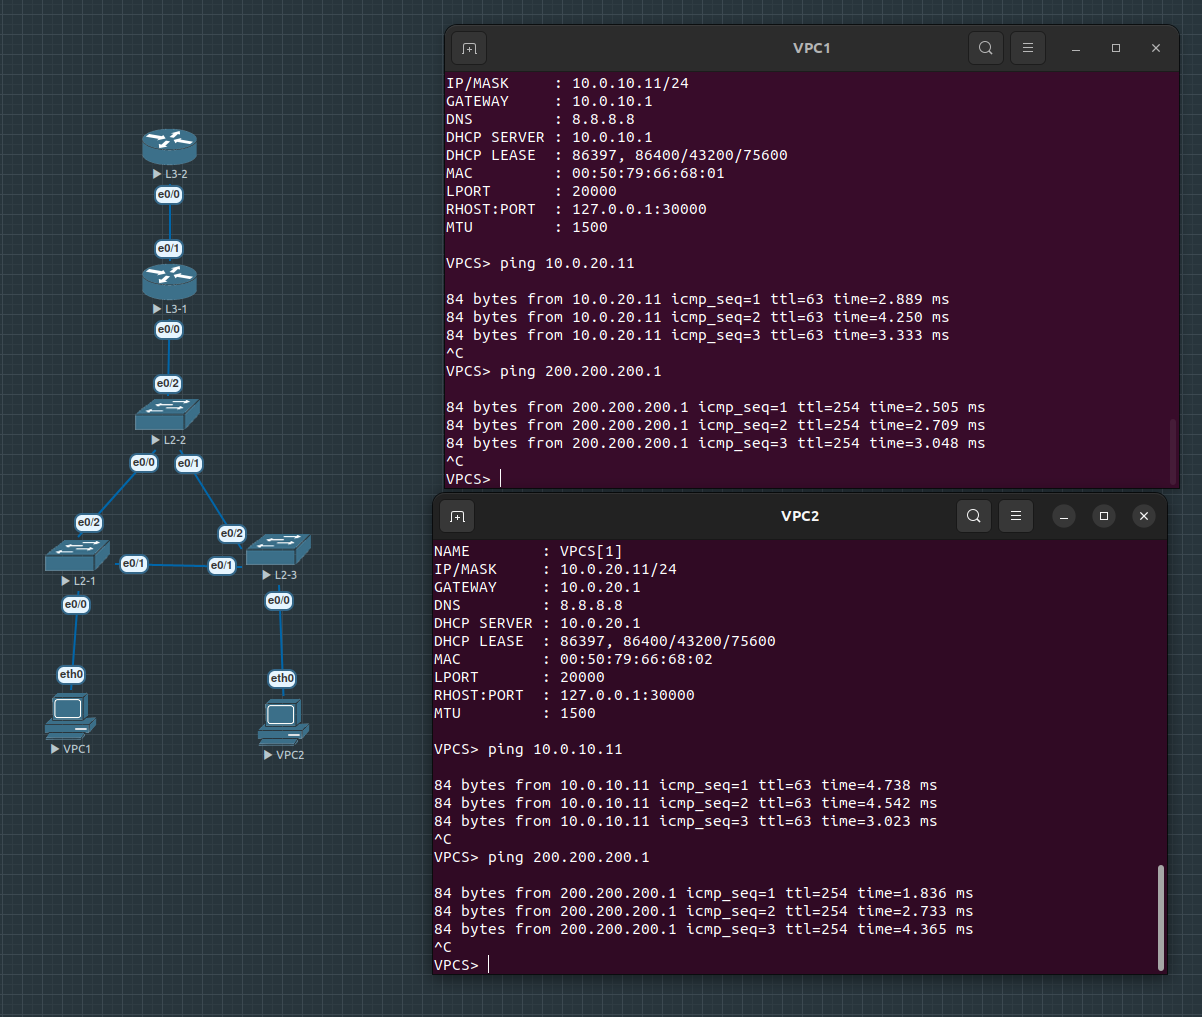 L3-2
e0/0
e0/1
L3-1
e0/0
e0/2
L2-2
e0/0
e0/1
e0/2
e0/2
L2-1
e0/1
e0/1
L2-3
e0/0
e0/0
eth0
eth0
VPC1
VPC2
VPC1
IP/MASK     : 10.0.10.11/24
GATEWAY     : 10.0.10.1
DNS         : 8.8.8.8
DHCP SERVER : 10.0.10.1
DHCP LEASE  : 86397, 86400/43200/75600
MAC         : 00:50:79:66:68:01
LPORT       : 20000
RHOST:PORT  : 127.0.0.1:30000
MTU         : 1500
VPCS> ping 10.0.20.11
84 bytes from 10.0.20.11 icmp_seq=1 ttl=63 time=2.889 ms
84 bytes from 10.0.20.11 icmp_seq=2 ttl=63 time=4.250 ms
84 bytes from 10.0.20.11 icmp_seq=3 ttl=63 time=3.333 ms
^C
VPCS> ping 200.200.200.1
84 bytes from 200.200.200.1 icmp_seq=1 ttl=254 time=2.505 ms
84 bytes from 200.200.200.1 icmp_seq=2 ttl=254 time=2.709 ms
84 bytes from 200.200.200.1 icmp_seq=3 ttl=254 time=3.048 ms
^C
VPCS>
VPC2
NAME        : VPCS[1]
IP/MASK     : 10.0.20.11/24
GATEWAY     : 10.0.20.1
DNS         : 8.8.8.8
DHCP SERVER : 10.0.20.1
DHCP LEASE  : 86397, 86400/43200/75600
MAC         : 00:50:79:66:68:02
LPORT       : 20000
RHOST:PORT  : 127.0.0.1:30000
MTU         : 1500
VPCS> ping 10.0.10.11
84 bytes from 10.0.10.11 icmp_seq=1 ttl=63 time=4.738 ms
84 bytes from 10.0.10.11 icmp_seq=2 ttl=63 time=4.542 ms
84 bytes from 10.0.10.11 icmp_seq=3 ttl=63 time=3.023 ms
^C
VPCS> ping 200.200.200.1
84 bytes from 200.200.200.1 icmp_seq=1 ttl=254 time=1.836 ms
84 bytes from 200.200.200.1 icmp_seq=2 ttl=254 time=2.733 ms
84 bytes from 200.200.200.1 icmp_seq=3 ttl=254 time=4.365 ms
^C
VPCS>